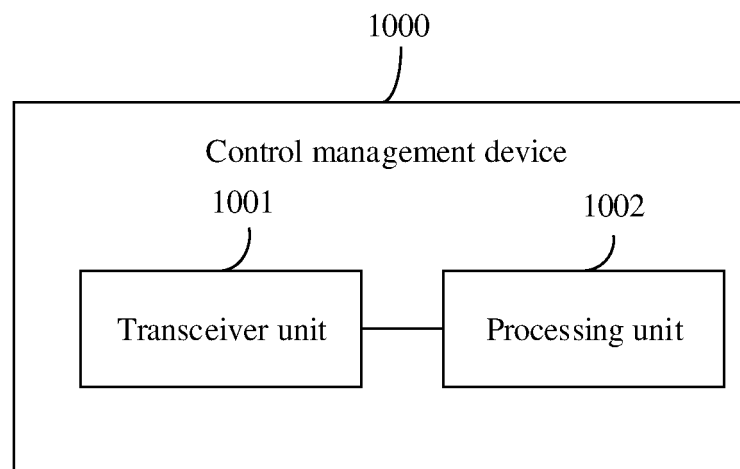 1000
Control management device
1001
1002
Transceiver unit
Processing unit